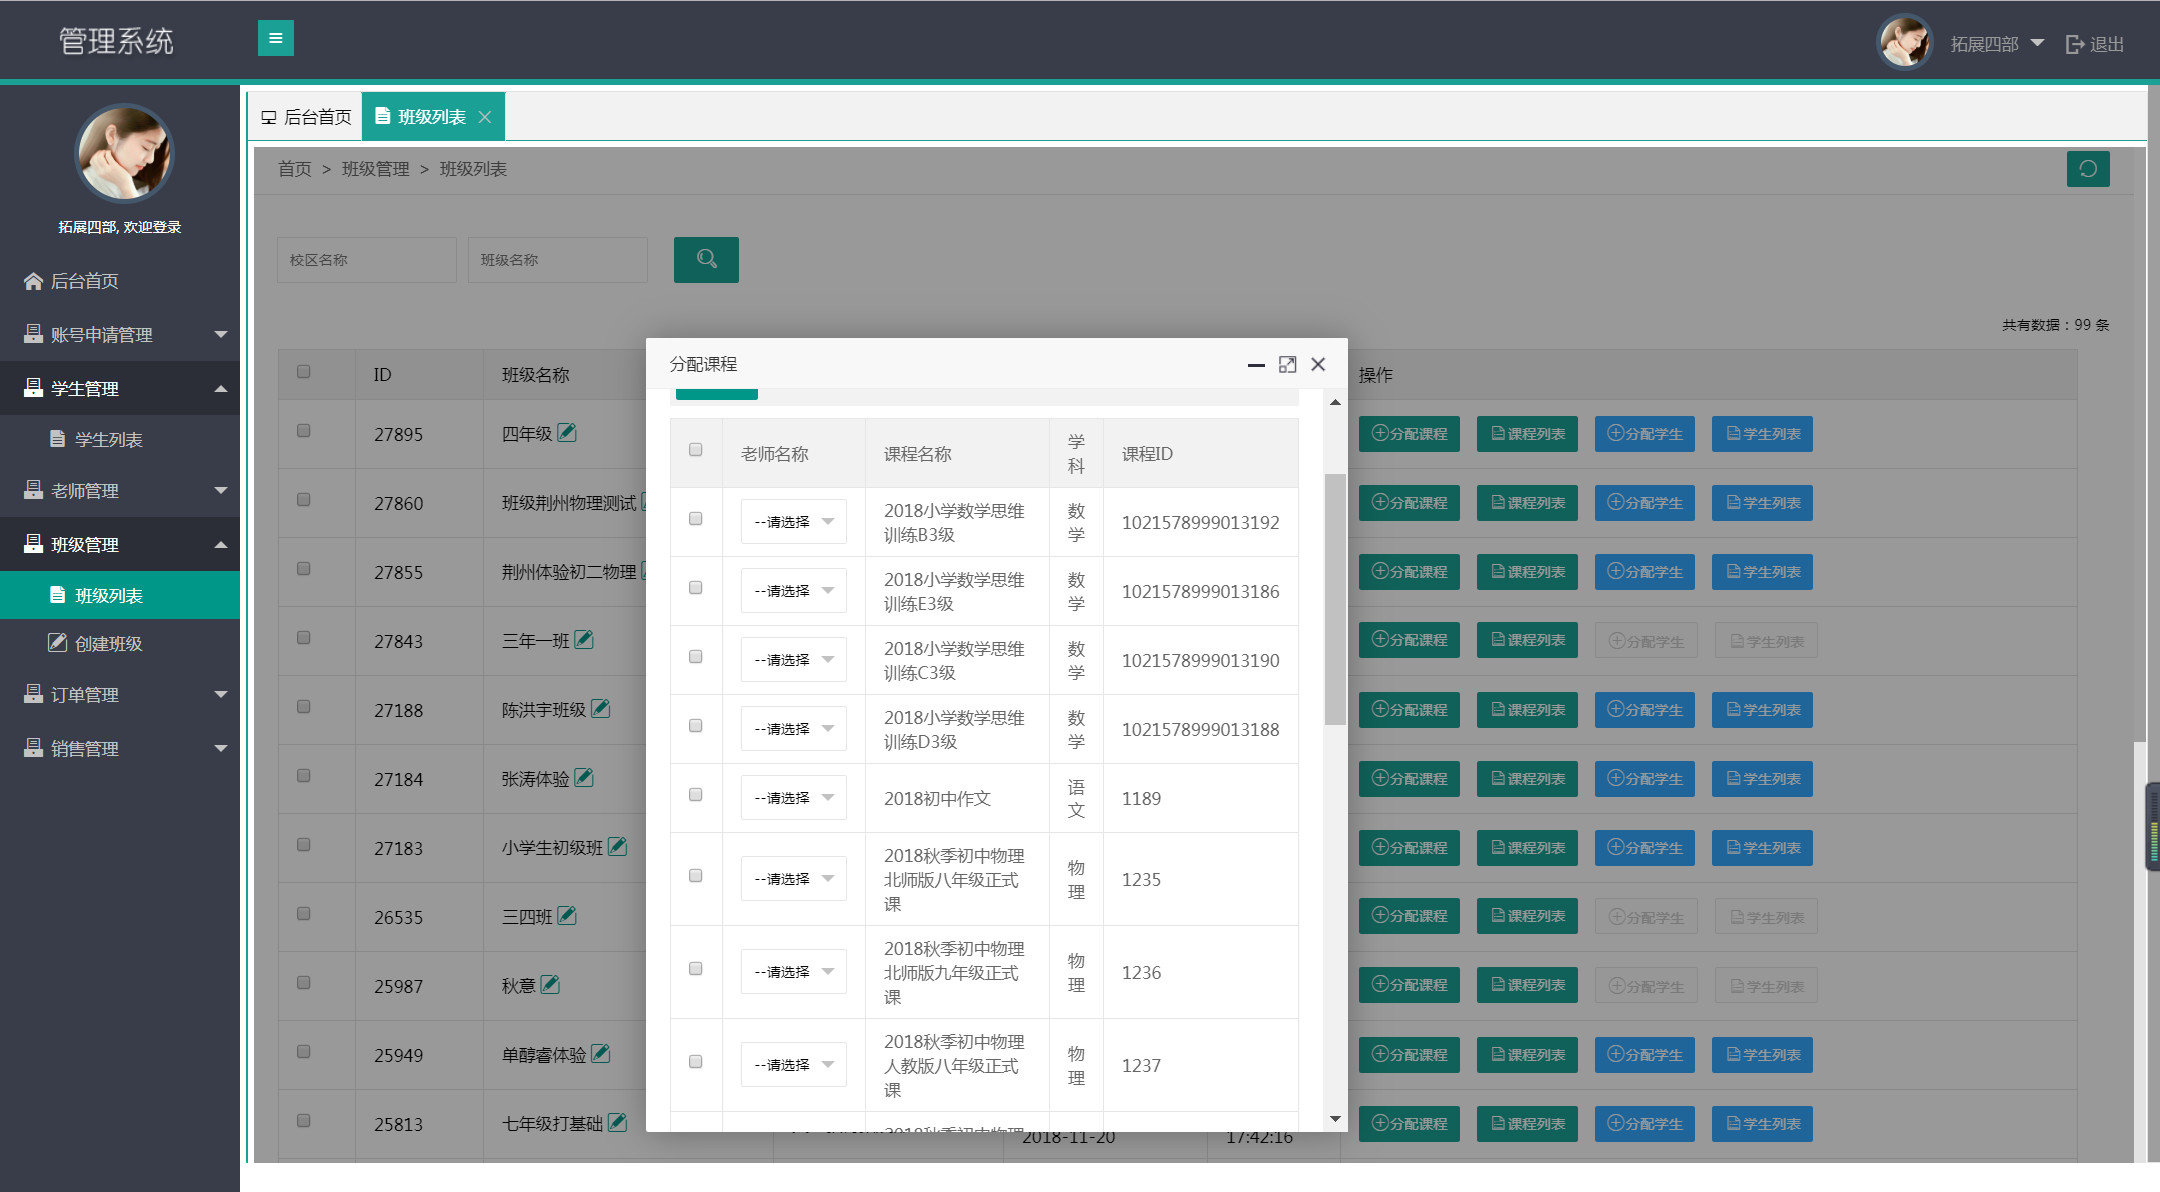 管理系统
拓展四部
退出
拓展四部, 欢迎登录
后台首页
账号申请管理
学生管理
学生列表
老师管理
班级管理
班级列表
创建班级
订单管理
销售管理
后台首页
班级列表
首页 > 班级管理 > 班级列表
校区名称
班级名称
共有数据：99 条
ID 班级名称 操作
27895 四年级 分配课程 课程列表 分配学生 学生列表
27860 班级荆州物理测试 分配课程 课程列表 分配学生 学生列表
27855 荆州体验初二物理 分配课程 课程列表 分配学生 学生列表
27843 三年一班 分配课程 课程列表 分配学生 学生列表
27188 陈洪宇班级 分配课程 课程列表 分配学生 学生列表
27184 张涛体验 分配课程 课程列表 分配学生 学生列表
27183 小学生初级班 分配课程 课程列表 分配学生 学生列表
26535 三四班 分配课程 课程列表 分配学生 学生列表
25987 秋意 分配课程 课程列表 分配学生 学生列表
25949 单醇睿体验 分配课程 课程列表 分配学生 学生列表
25813 七年级打基础 2018-11-20 17:42:16 分配课程 课程列表 分配学生 学生列表
分配课程
老师名称 课程名称 学科 课程ID
--请选择 2018小学数学思维训练B3级 数学 1021578999013192
--请选择 2018小学数学思维训练E3级 数学 1021578999013186
--请选择 2018小学数学思维训练C3级 数学 1021578999013190
--请选择 2018小学数学思维训练D3级 数学 1021578999013188
--请选择 2018初中作文 语文 1189
--请选择 2018秋季初中物理北师版八年级正式课 物理 1235
--请选择 2018秋季初中物理北师版九年级正式课 物理 1236
--请选择 2018秋季初中物理人教版八年级正式课 物理 1237
2018秋季初中物理